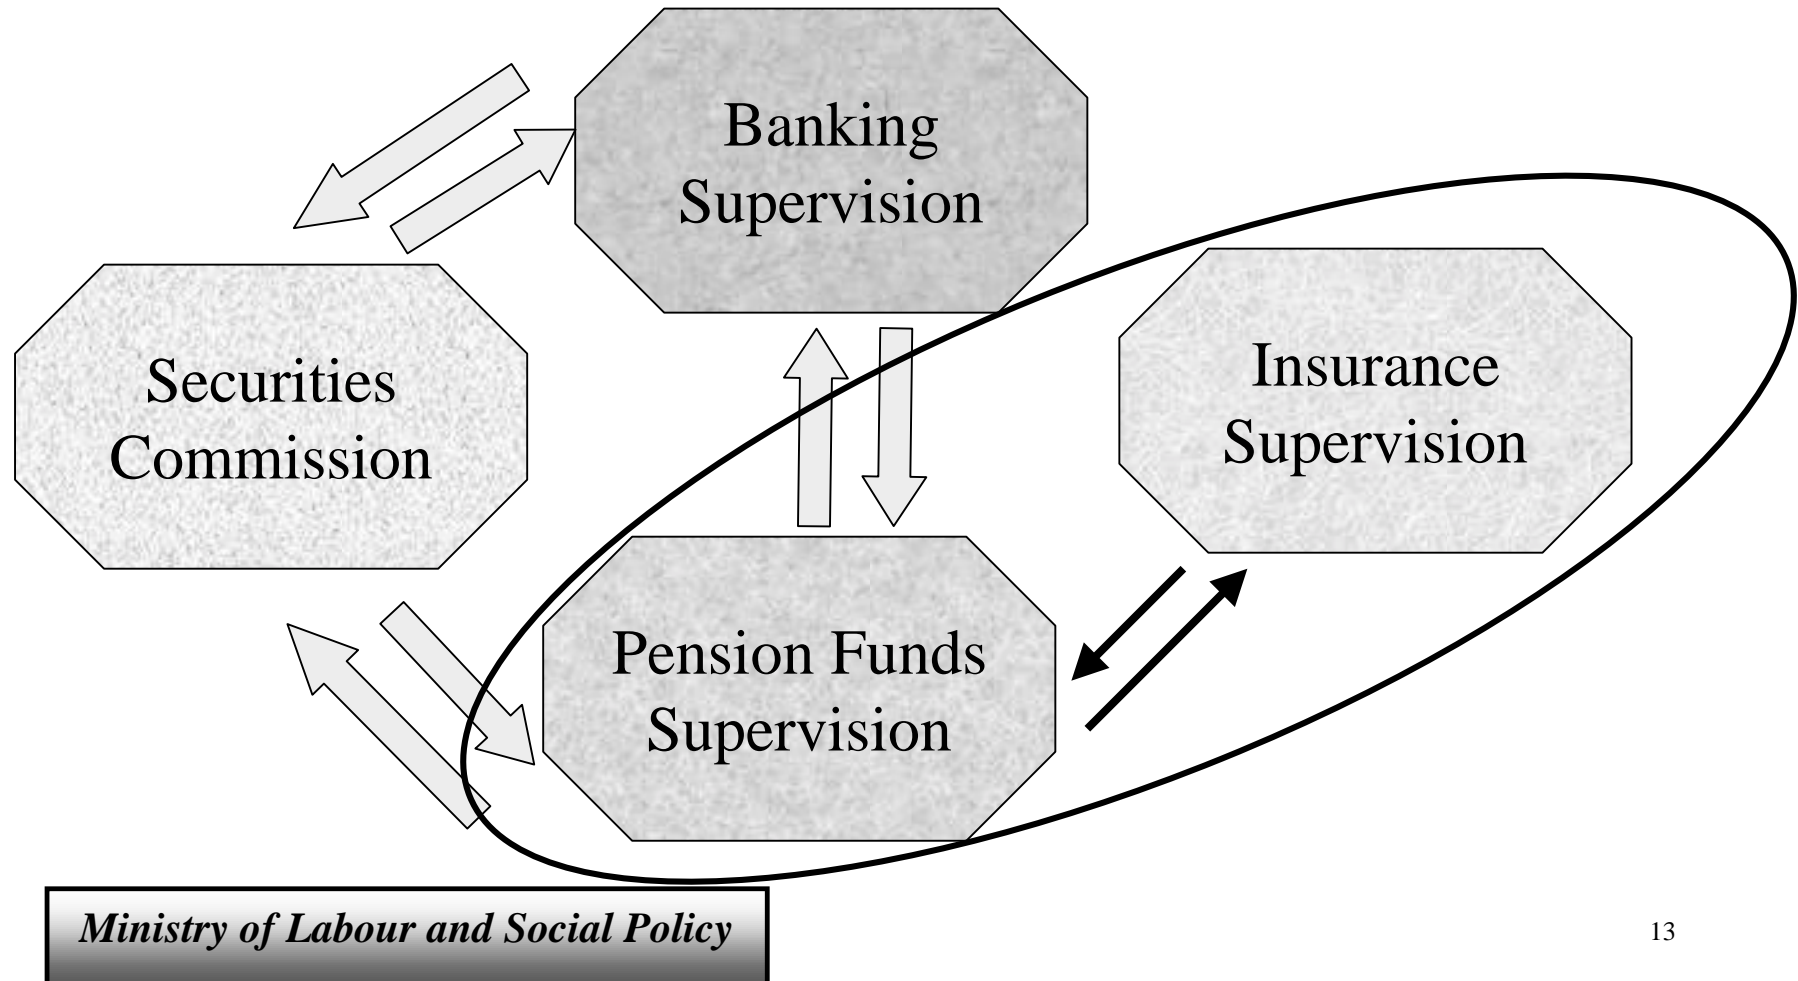 Banking
Supervision
Securities
Commission
Insurance
Supervision
Pension Funds
Supervision
Ministry of Labour and Social Policy
13